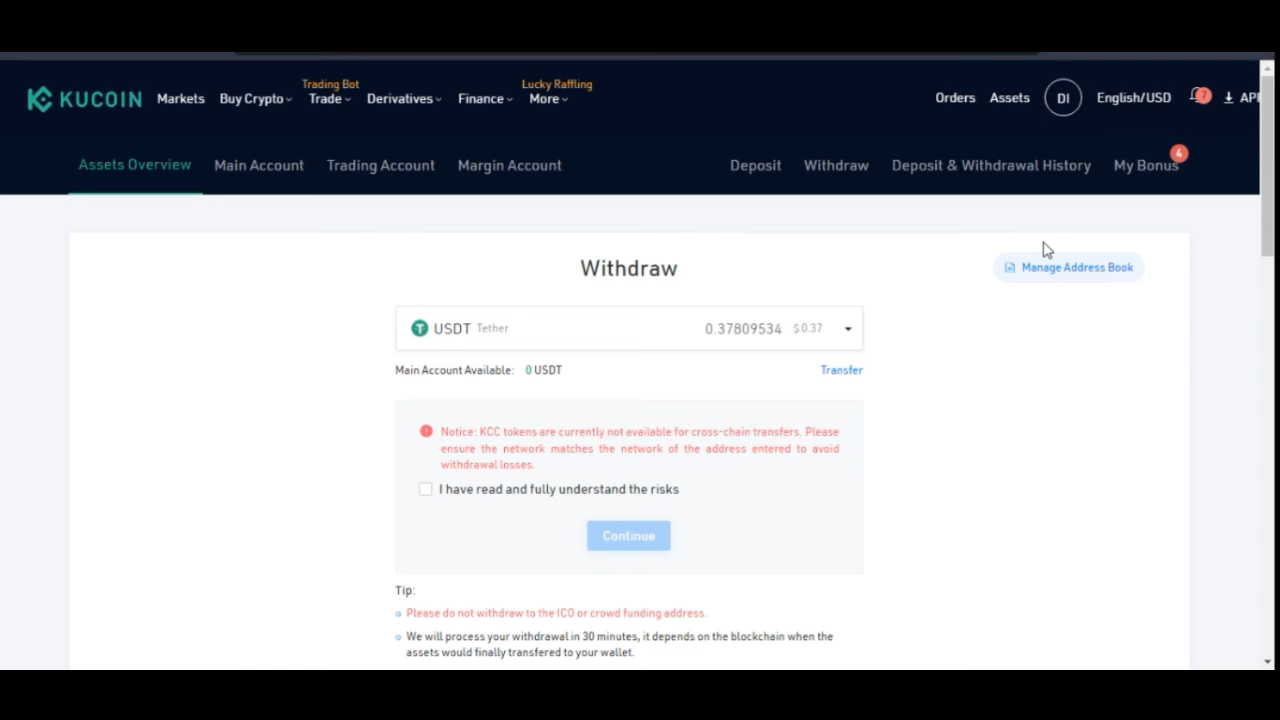 Trading Bot
Lucky Raffling
KUCOIN Markets Buy Crypto Trade Derivatives Finance More Orders Assets DI English/USD 7
Assets Overview Main Account Trading Account Margin Account Deposit Withdraw Deposit & Withdrawal History My Bonus 4
Withdraw
Manage Address Book
USDT Tether 0.37809534 $0.37
Main Account Available: 0 USDT Transfer
Notice: KCC tokens are currently not available for cross-chain transfers. Please
ensure the network matches the network of the address entered to avoid
withdrawal losses.
I have read and fully understand the risks
Continue
Tip:
Please do not withdraw to the ICO or crowd funding address.
We will process your withdrawal in 30 minutes, it depends on the blockchain when the
assets would finally transfered to your wallet.